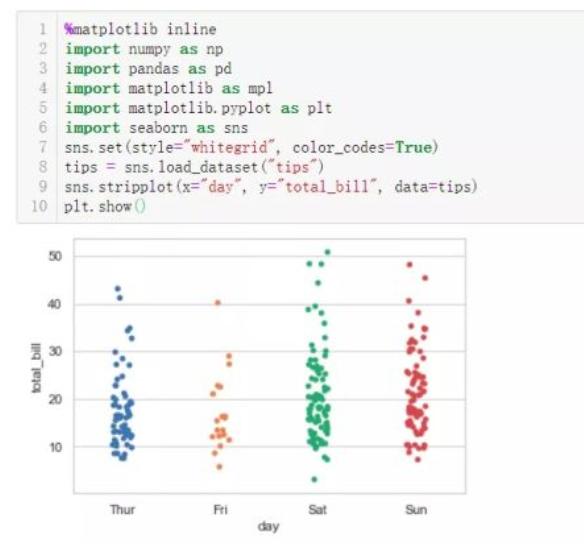 1 %matplotlib inline
2 import numpy as np
3 import pandas as pd
4 import matplotlib as mpl
5 import matplotlib.pyplot as plt
6 import seaborn as sns
7 sns.set(style="whitegrid", color_codes=True)
8 tips = sns.load_dataset("tips")
9 sns.stripplot(x="day", y="total_bill", data=tips)
10 plt.show()
50
40
30
20
10
total_bill
Thur Fri Sat Sun
day